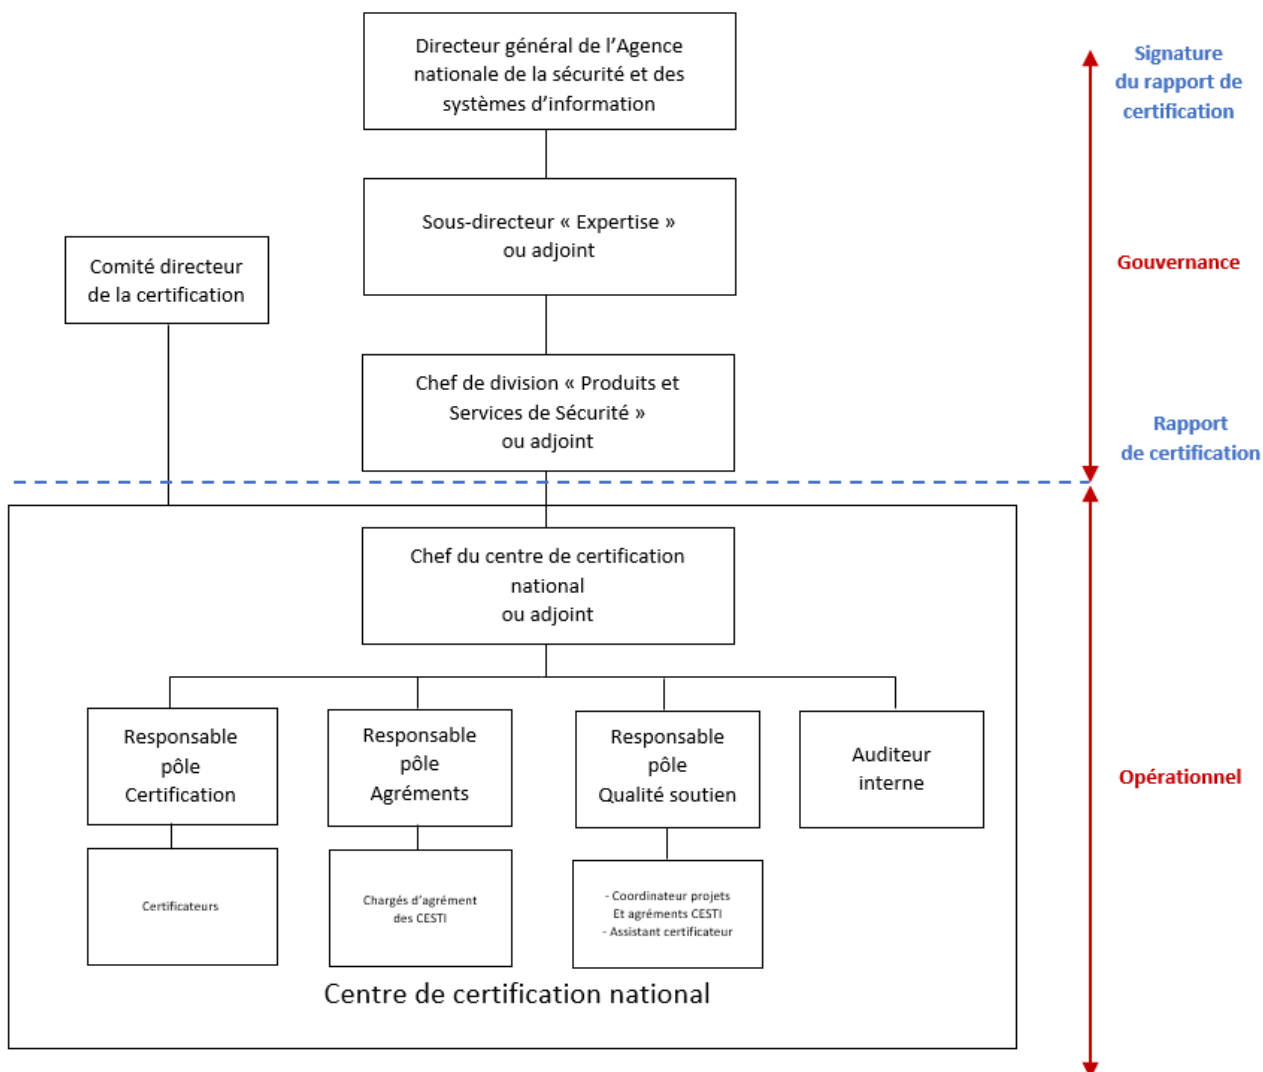 Directeur général de l’Agence
nationale de la sécurité et des
systèmes d’information
Signature
du rapport de
certification
Sous-directeur « Expertise »
ou adjoint
Comité directeur
de la certification
Gouvernance
Chef de division « Produits et
Services de Sécurité »
ou adjoint
Rapport
de certification
Chef du centre de certification
national
ou adjoint
Responsable
pôle
Certification
Responsable
pôle
Agréments
Responsable
pôle
Qualité soutien
Auditeur
interne
Opérationnel
Certificateurs
Chargés d’agrément
des CESTI
- Coordinateur projets
Et agréments CESTI
- Assistant certificateur
Centre de certification national